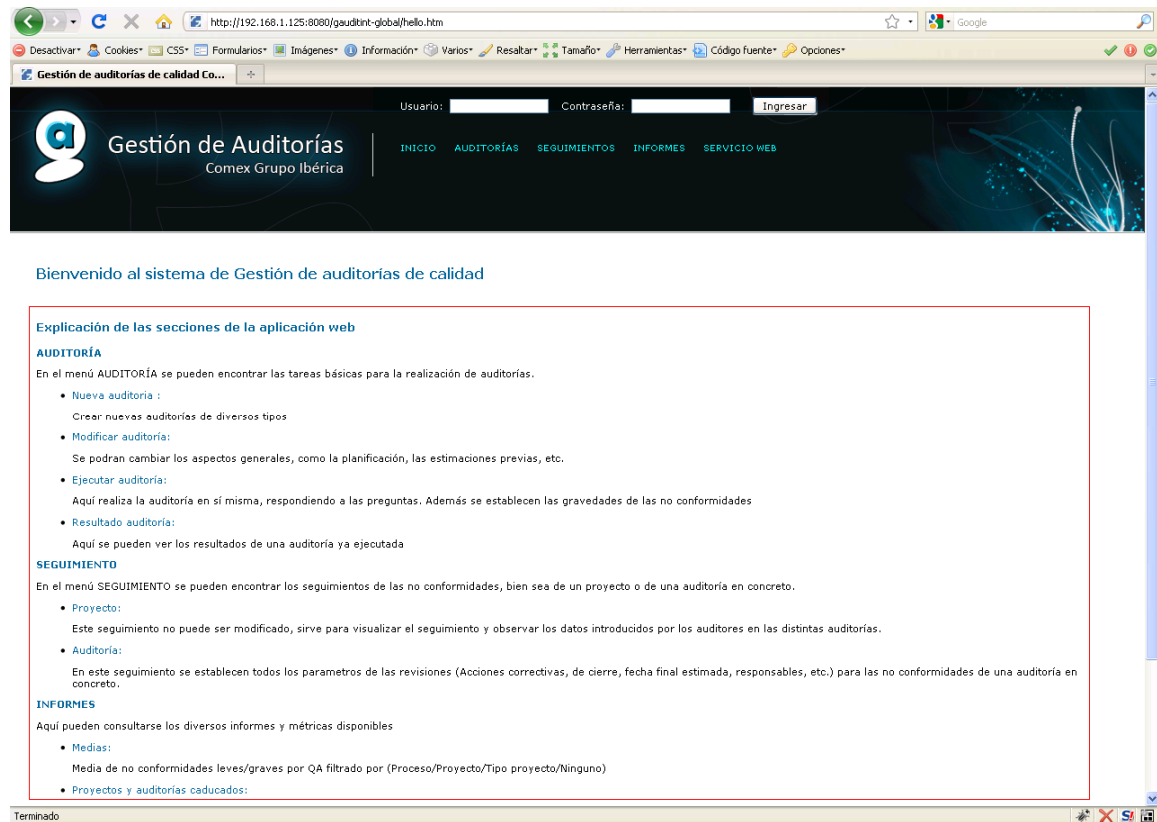 http://192.168.1.125:8080/gauditint-global/hello.htm
Google
Desactivar Cookies CSS Formularios Imágenes Información Varios Resaltar Tamaño Herramientas Código fuente Opciones
Gestión de auditorías de calidad Co...
Usuario: Contraseña: Ingresar
Gestión de Auditorías
Comex Grupo Ibérica
INICIO AUDITORÍAS SEGUIMIENTOS INFORMES SERVICIO WEB
Bienvenido al sistema de Gestión de auditorías de calidad
Explicación de las secciones de la aplicación web
AUDITORÍA
En el menú AUDITORÍA se pueden encontrar las tareas básicas para la realización de auditorías.
• Nueva auditoria :
Crear nuevas auditorías de diversos tipos
• Modificar auditoría:
Se podran cambiar los aspectos generales, como la planificación, las estimaciones previas, etc.
• Ejecutar auditoría:
Aquí realiza la auditoría en sí misma, respondiendo a las preguntas. Además se establecen las gravedades de las no conformidades
• Resultado auditoría:
Aquí se pueden ver los resultados de una auditoría ya ejecutada
SEGUIMIENTO
En el menú SEGUIMIENTO se pueden encontrar los seguimientos de las no conformidades, bien sea de un proyecto o de una auditoría en concreto.
• Proyecto:
Este seguimiento no puede ser modificado, sirve para visualizar el seguimiento y observar los datos introducidos por los auditores en las distintas auditorías.
• Auditoría:
En este seguimiento se establecen todos los parametros de las revisiones (Acciones correctivas, de cierre, fecha final estimada, responsables, etc.) para las no conformidades de una auditoría en
concreto.
INFORMES
Aquí pueden consultarse los diversos informes y métricas disponibles
• Medias:
Media de no conformidades leves/graves por QA filtrado por (Proceso/Proyecto/Tipo proyecto/Ninguno)
• Proyectos y auditorías caducados:
Terminado